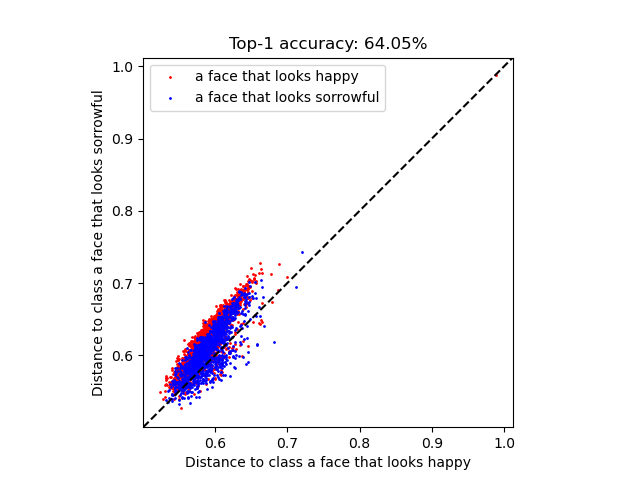 Top-1 accuracy: 64.05%
a face that looks happy
a face that looks sorrowful
Distance to class a face that looks sorrowful
1.0
0.9
0.8
0.7
0.6
0.6 0.7 0.8 0.9 1.0
Distance to class a face that looks happy